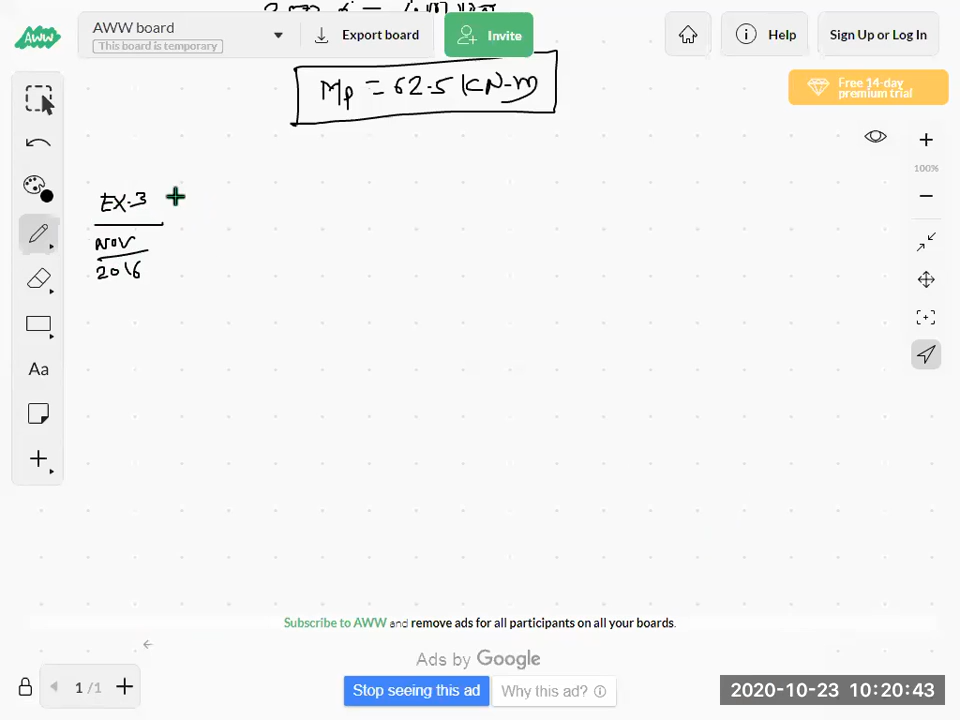 AWW
AWW board
This board is temporary
Export board
Invite
Help
Sign Up or Log In
Free 14-day
premium trial
Mp = 62.5 kN-m
100%
EX-3
NOV
2016
Aa
Subscribe to AWW and remove ads for all participants on all your boards.
Ads by Google
1 /1
Stop seeing this ad
Why this ad?
2020-10-23 10:20:43